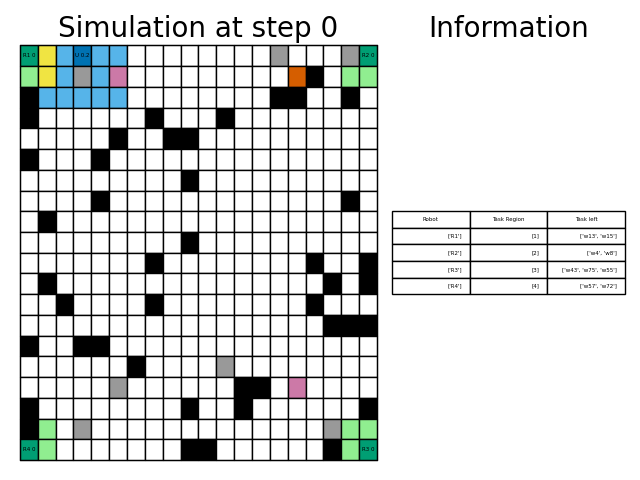 Simulation at step 0
Information
R1 0
U 0.2
R2 0
Robot Task Region Task left
['R1'] [1] ['w13', 'w15']
['R2'] [2] ['w4', 'w8']
['R3'] [3] ['w43', 'w75', 'w55']
['R4'] [4] ['w57', 'w72']
R4 0
R3 0